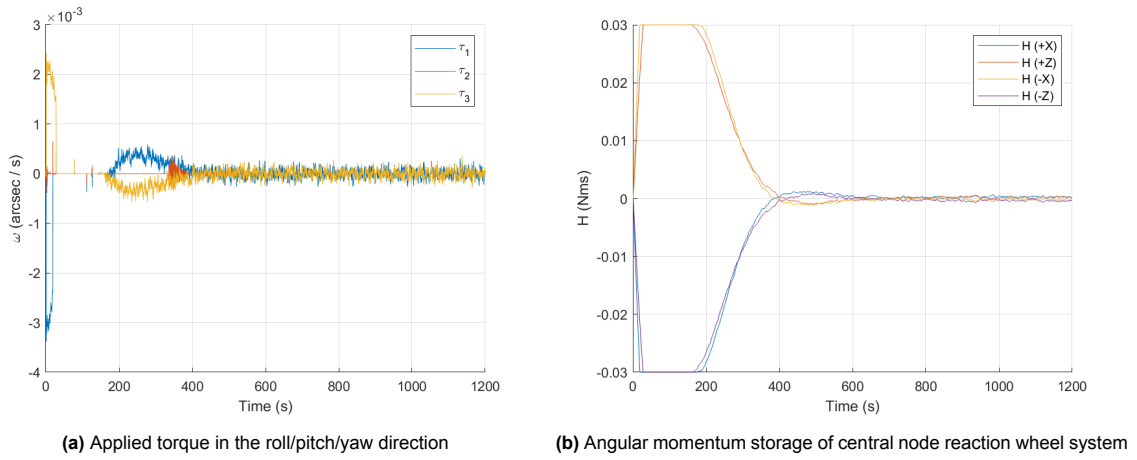 ×10⁻³
3
2
1
0
-1
-2
-3
-4
ω (arcsec / s)
0 200 400 600 800 1000 1200
Time (s)
τ₁
τ₂
τ₃
(a) Applied torque in the roll/pitch/yaw direction
0.03
0.02
0.01
0
-0.01
-0.02
-0.03
H (Nms)
0 200 400 600 800 1000 1200
Time (s)
H (+X)
H (+Z)
H (-X)
H (-Z)
(b) Angular momentum storage of central node reaction wheel system